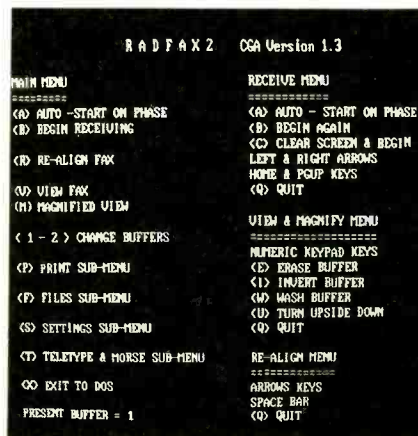 R A D F A X 2 CGA Version 1.3
MAIN MENU
=========
<A> AUTO -START ON PHASE
<B> BEGIN RECEIVING
<R> RE-ALIGN FAX
<V> VIEW FAX
<M> MAGNIFIED VIEW
< 1 - 2 > CHANGE BUFFERS
<P> PRINT SUB-MENU
<F> FILES SUB-MENU
<S> SETTINGS SUB-MENU
<T> TELETYPE & MORSE SUB-MENU
<X> EXIT TO DOS
PRESENT BUFFER = 1
RECEIVE MENU
============
<A> AUTO - START ON PHASE
<B> BEGIN AGAIN
<C> CLEAR SCREEN & BEGIN
LEFT & RIGHT ARROWS
HOME & PGUP KEYS
<Q> QUIT
VIEW & MAGNIFY MENU
===================
NUMERIC KEYPAD KEYS
<E> ERASE BUFFER
<I> INVERT BUFFER
<W> WASH BUFFER
<U> TURN UPSIDE DOWN
<Q> QUIT
RE-ALIGN MENU
=============
ARROWS KEYS
SPACE BAR
<Q> QUIT